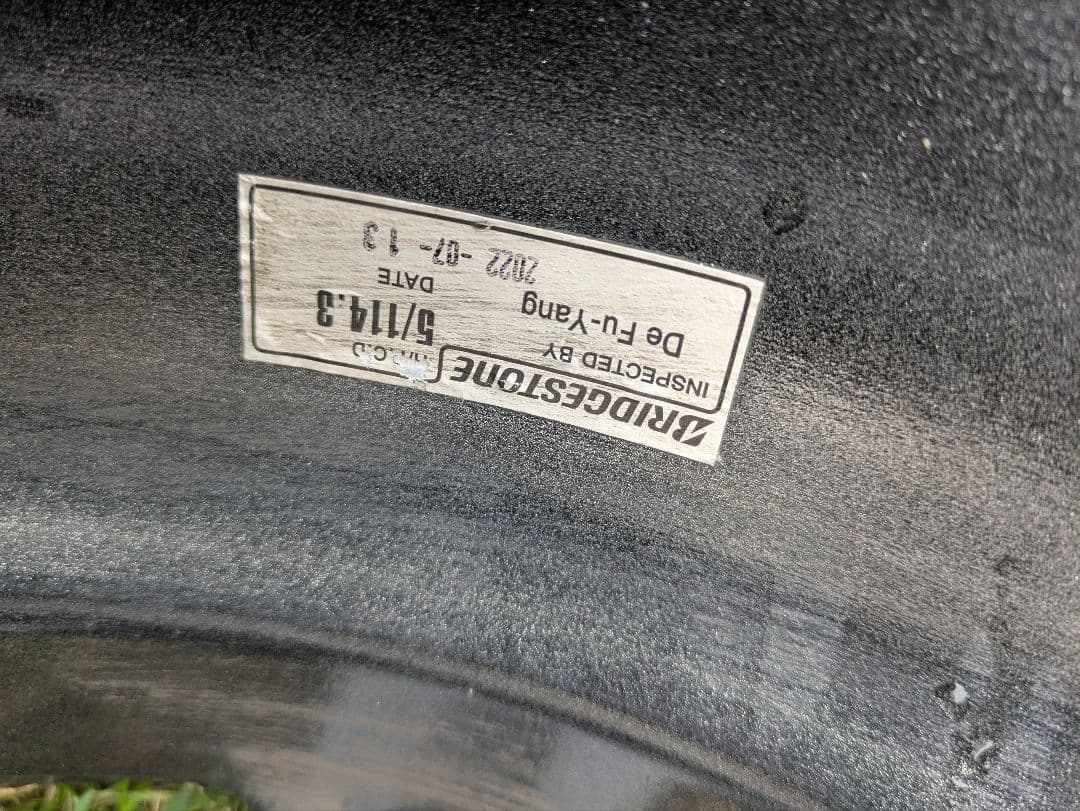 BRIDGESTONE
INSPECTED BY
De Fu-Yang
H/P.C.D
5/114.3
DATE
2022-07-13